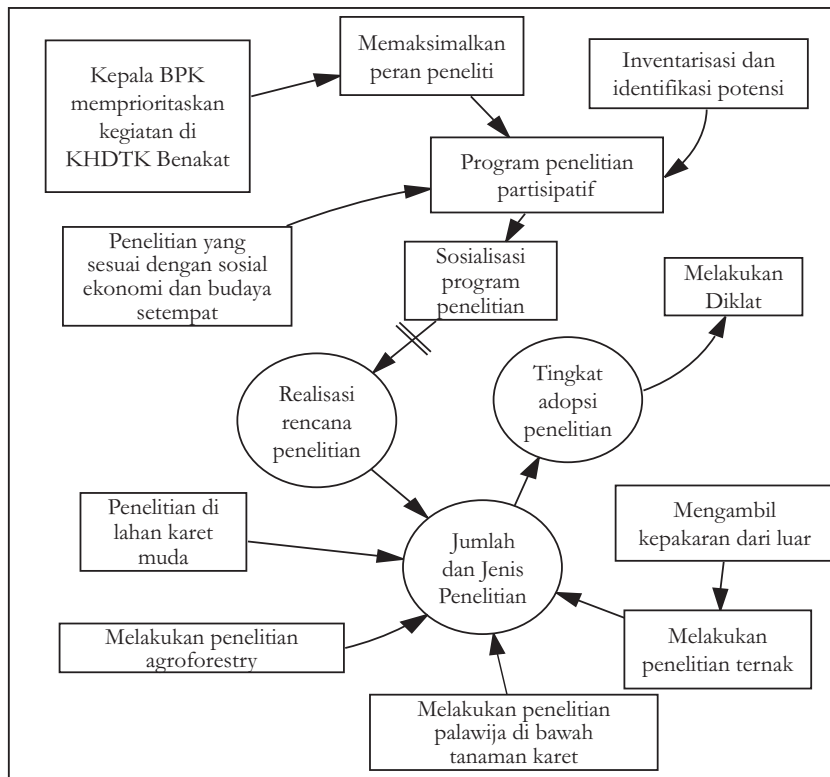 Kepala BPK
memprioritaskan
kegiatan di
KHDTK Benakat
Memaksimalkan
peran peneliti
Inventarisasi dan
identifikasi potensi
Program penelitian
partisipatif
Penelitian yang
sesuai dengan sosial
ekonomi dan budaya
setempat
Sosialisasi
program
penelitian
Melakukan
Diklat
Realisasi
rencana
penelitian
Tingkat
adopsi
penelitian
Penelitian di
lahan karet
muda
Jumlah
dan Jenis
Penelitian
Mengambil
kepakaran dari luar
Melakukan penelitian
agroforestry
Melakukan
penelitian ternak
Melakukan penelitian
palawija di bawah
tanaman karet